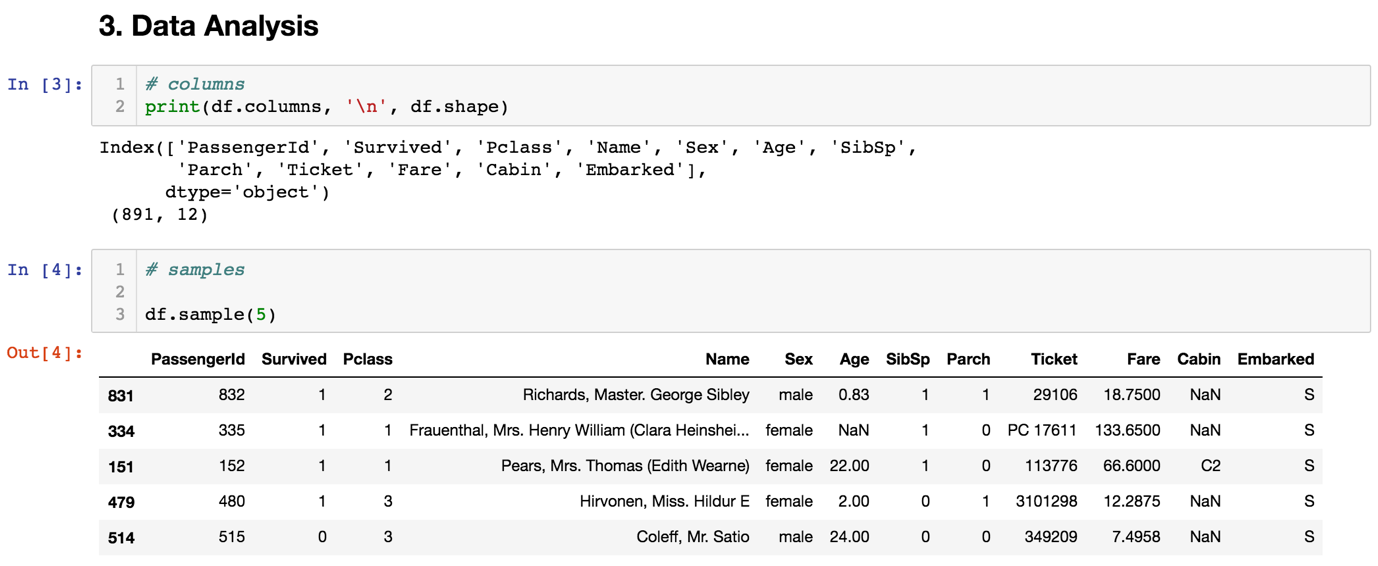 3. Data Analysis
In [3]:
1 # columns
2 print(df.columns, '\n', df.shape)
Index(['PassengerId', 'Survived', 'Pclass', 'Name', 'Sex', 'Age', 'SibSp',
'Parch', 'Ticket', 'Fare', 'Cabin', 'Embarked'],
dtype='object')
(891, 12)
In [4]:
1 # samples
2
3 df.sample(5)
Out[4]:
PassengerId Survived Pclass Name Sex Age SibSp Parch Ticket Fare Cabin Embarked
831 832 1 2 Richards, Master. George Sibley male 0.83 1 1 29106 18.7500 NaN S
334 335 1 1 Frauenthal, Mrs. Henry William (Clara Heinshei... female NaN 1 0 PC 17611 133.6500 NaN S
151 152 1 1 Pears, Mrs. Thomas (Edith Wearne) female 22.00 1 0 113776 66.6000 C2 S
479 480 1 3 Hirvonen, Miss. Hildur E female 2.00 0 1 3101298 12.2875 NaN S
514 515 0 3 Coleff, Mr. Satio male 24.00 0 0 349209 7.4958 NaN S